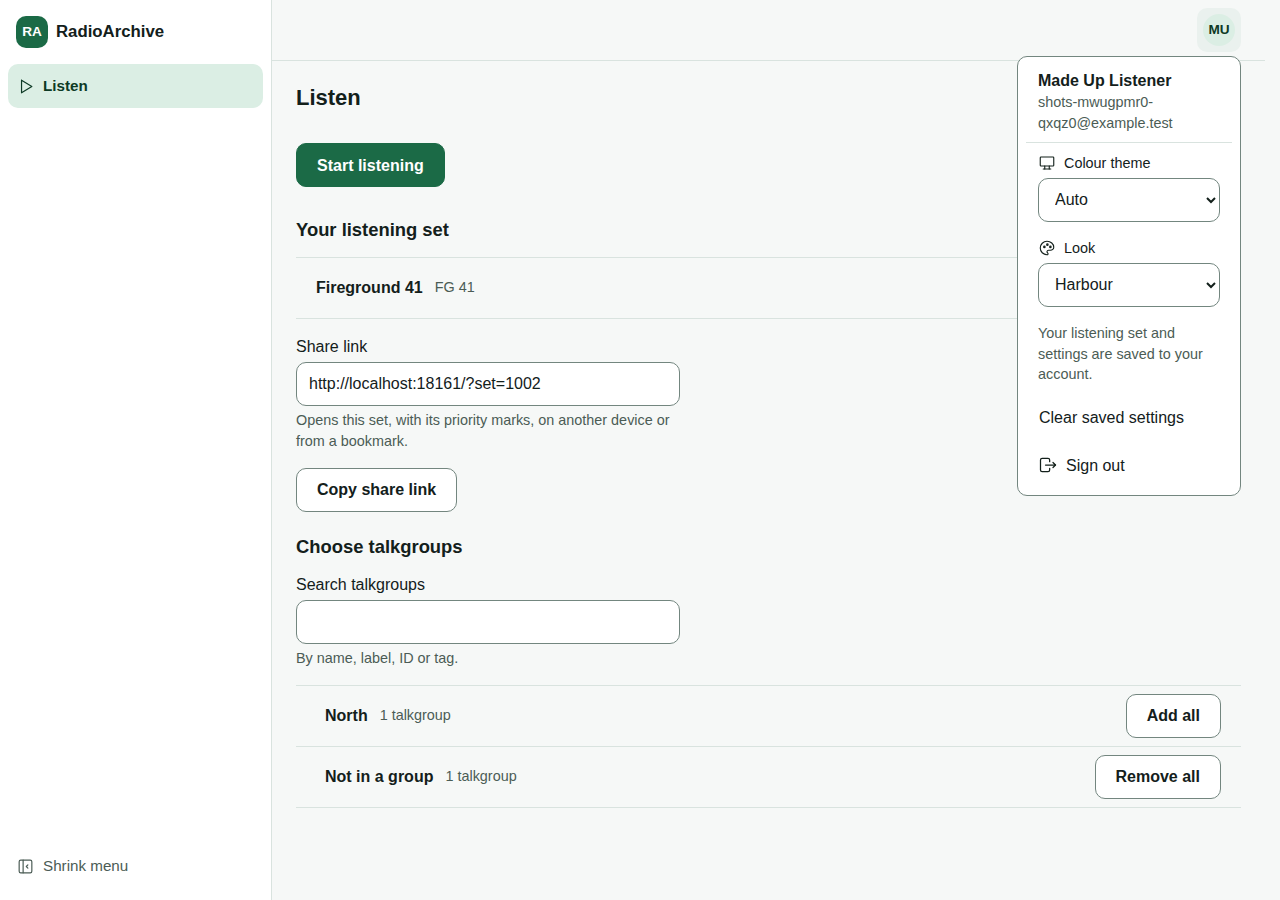 RA RadioArchive
MU
Listen
Made Up Listener
shots-mwugpmr0-
qxqz0@example.test
Colour theme
Auto
Look
Harbour
Your listening set and
settings are saved to your
account.
Clear saved settings
Sign out
Listen
Start listening
Your listening set
Fireground 41 FG 41
Share link
http://localhost:18161/?set=1002
Opens this set, with its priority marks, on another device or
from a bookmark.
Copy share link
Choose talkgroups
Search talkgroups
By name, label, ID or tag.
North 1 talkgroup Add all
Not in a group 1 talkgroup Remove all
Shrink menu